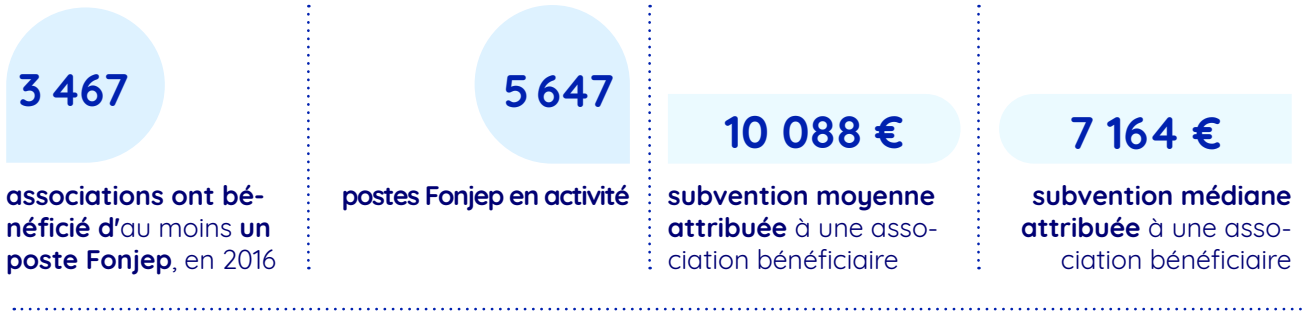 3 467
associations ont bé-
néficié d'au moins un
poste Fonjep, en 2016
5 647
postes Fonjep en activité
10 088 €
subvention moyenne
attribuée à une asso-
ciation bénéficiaire
7 164 €
subvention médiane
attribuée à une asso-
ciation bénéficiaire